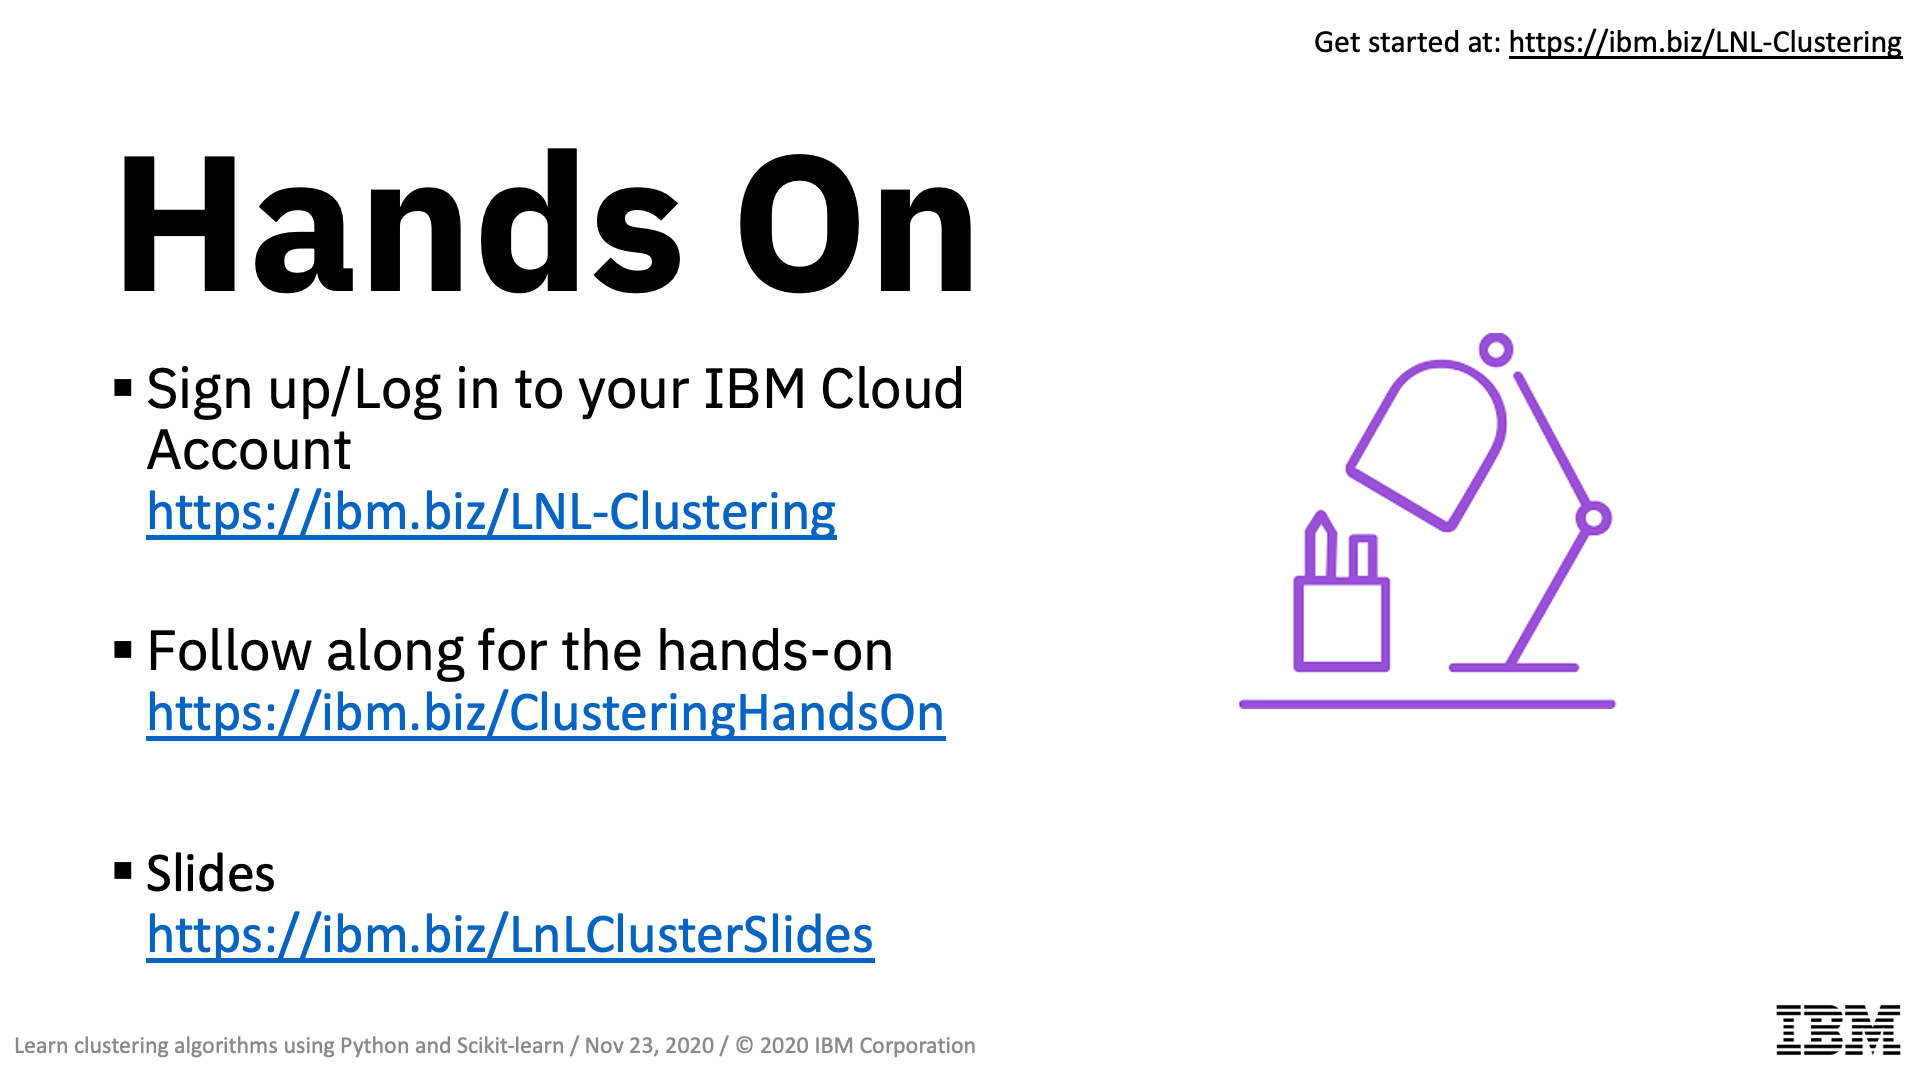 Get started at: https://ibm.biz/LNL-Clustering
Hands On
▪ Sign up/Log in to your IBM Cloud
Account
https://ibm.biz/LNL-Clustering
▪ Follow along for the hands-on
https://ibm.biz/ClusteringHandsOn
▪ Slides
https://ibm.biz/LnLClusterSlides
Learn clustering algorithms using Python and Scikit-learn / Nov 23, 2020 / © 2020 IBM Corporation
IBM